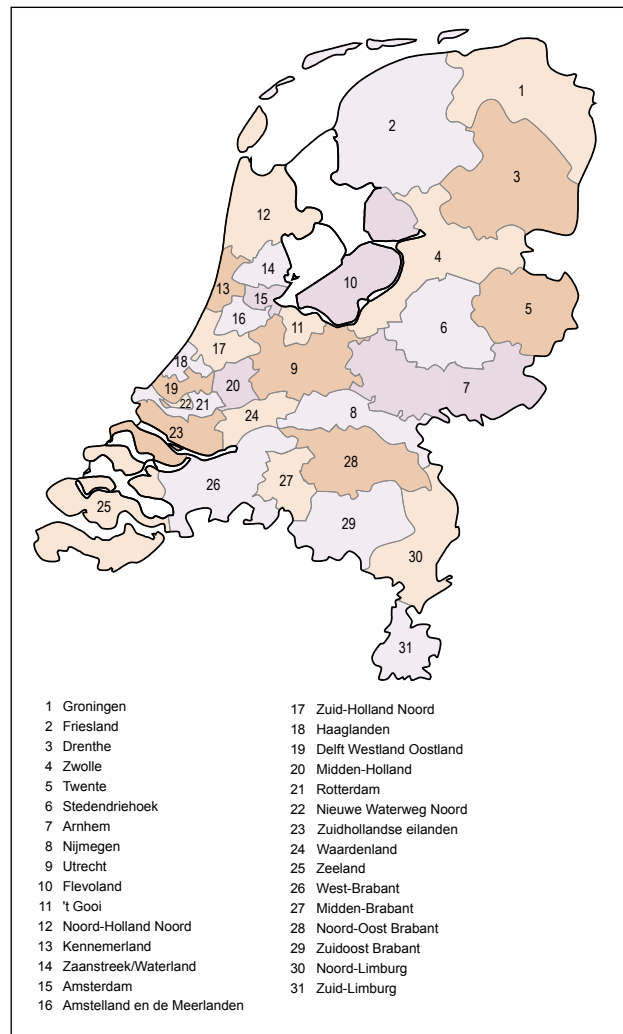 1
2
3
12
4
14
10
13
15
5
16
6
11
17
18
9
7
19
20
22 21
8
24
23
28
27
26
25
29
30
31
1 Groningen
2 Friesland
3 Drenthe
4 Zwolle
5 Twente
6 Stedendriehoek
7 Arnhem
8 Nijmegen
9 Utrecht
10 Flevoland
11 't Gooi
12 Noord-Holland Noord
13 Kennemerland
14 Zaanstreek/Waterland
15 Amsterdam
16 Amstelland en de Meerlanden
17 Zuid-Holland Noord
18 Haaglanden
19 Delft Westland Oostland
20 Midden-Holland
21 Rotterdam
22 Nieuwe Waterweg Noord
23 Zuidhollandse eilanden
24 Waardenland
25 Zeeland
26 West-Brabant
27 Midden-Brabant
28 Noord-Oost Brabant
29 Zuidoost Brabant
30 Noord-Limburg
31 Zuid-Limburg